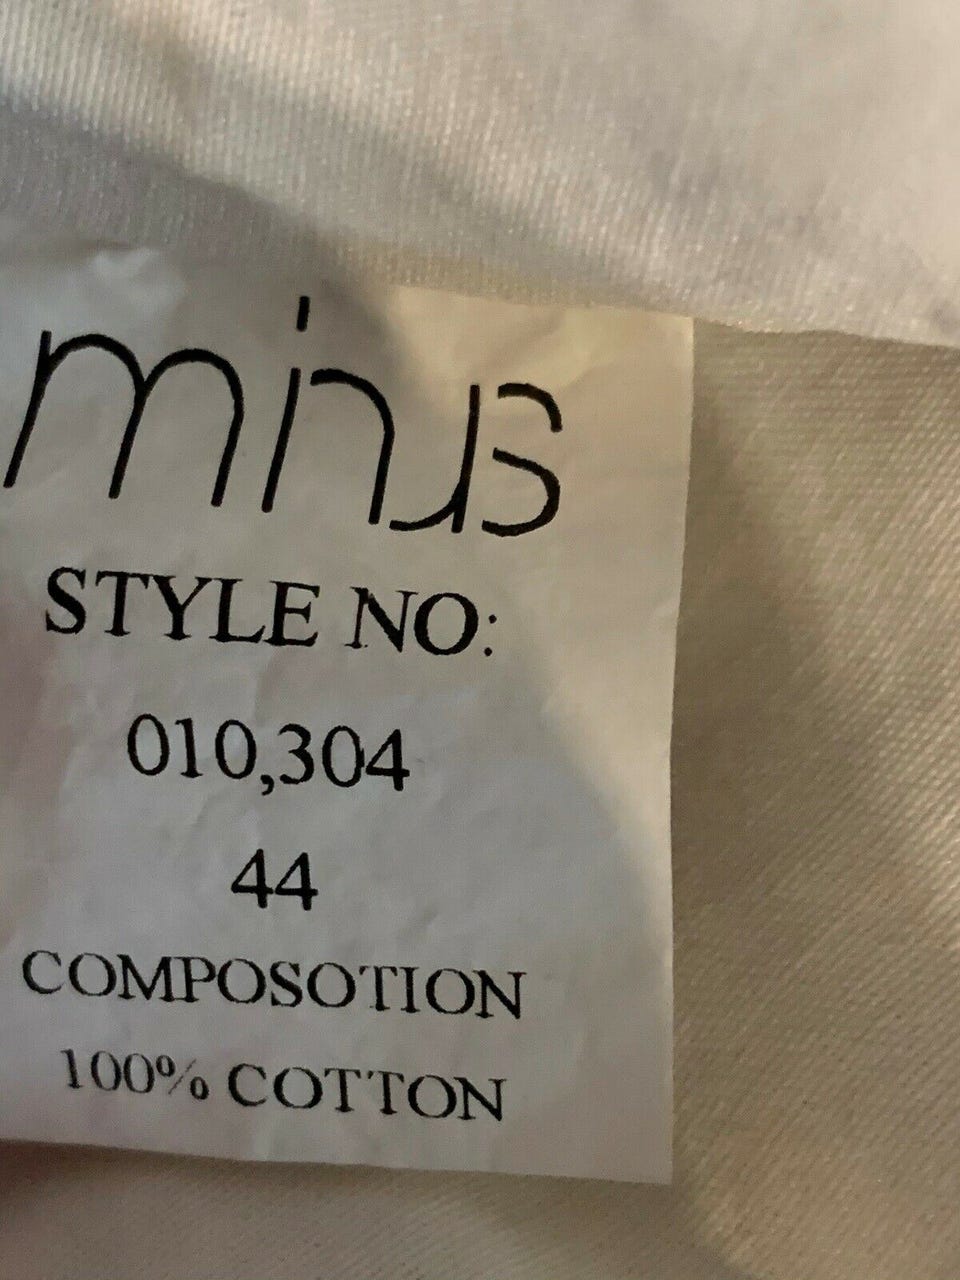 minus
STYLE NO:
010,304
44
COMPOSOTION
100% COTTON